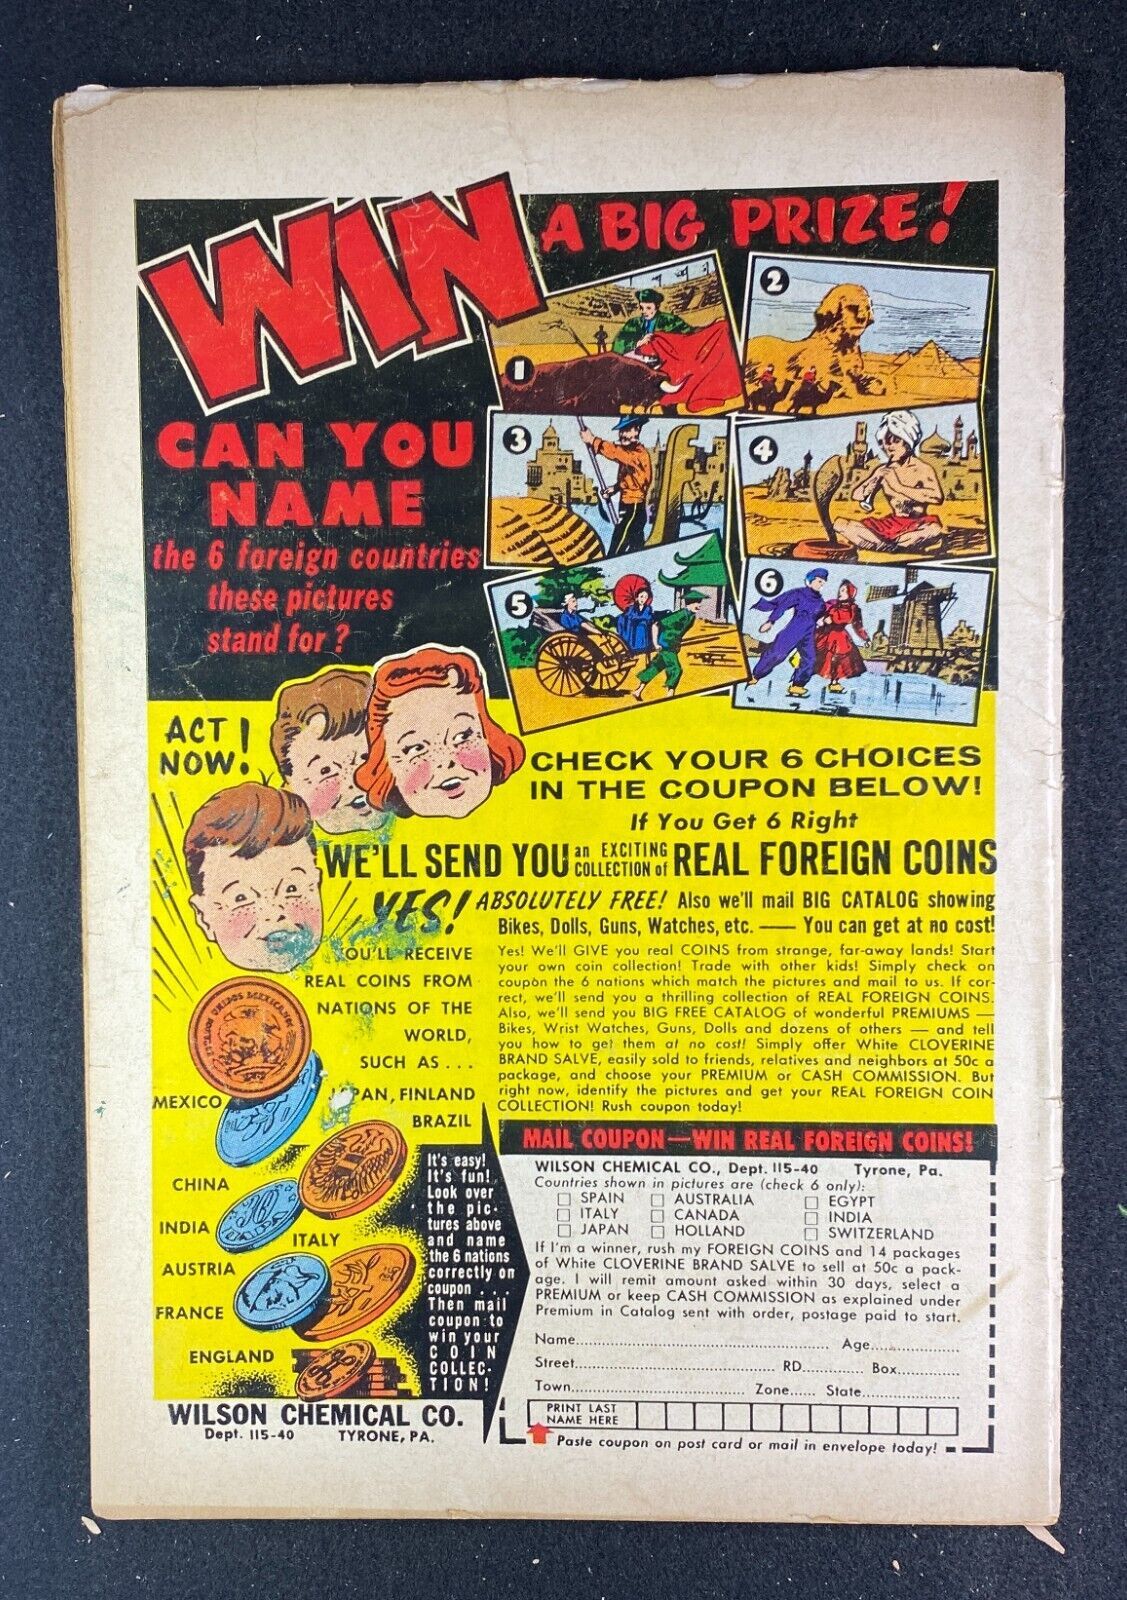 WIN
A BIG PRIZE!
1
2
3
4
5
6
CAN YOU
NAME
the 6 foreign countries
these pictures
stand for?
ACT
NOW!
CHECK YOUR 6 CHOICES
IN THE COUPON BELOW!
If You Get 6 Right
WE'LL SEND YOU an EXCITING COLLECTION of REAL FOREIGN COINS
YES!
ABSOLUTELY FREE! Also we'll mail BIG CATALOG showing
Bikes, Dolls, Guns, Watches, etc. — You can get at no cost!
YOU'LL RECEIVE
REAL COINS FROM
NATIONS OF THE
WORLD,
SUCH AS...
JAPAN, FINLAND
BRAZIL
MEXICO
CHINA
INDIA
ITALY
AUSTRIA
FRANCE
ENGLAND
ESTADOS UNIDOS MEXICANOS
Yes! We'll GIVE you real COINS from strange, far-away lands! Start
your own coin collection! Trade with other kids! Simply check on
coupon the 6 nations which match the pictures and mail to us. If cor-
rect, we'll send you a thrilling collection of REAL FOREIGN COINS.
Also, we'll send you BIG FREE CATALOG of wonderful PREMIUMS —
Bikes, Wrist Watches, Guns, Dolls and dozens of others — and tell
you how to get them at no cost! Simply offer White CLOVERINE
BRAND SALVE, easily sold to friends, relatives and neighbors at 50c a
package, and choose your PREMIUM or CASH COMMISSION. But
right now, identify the pictures and get your REAL FOREIGN COIN
COLLECTION! Rush coupon today!
It's easy!
It's fun!
Look over
the pic-
tures above
and name
the 6 nations
correctly on
coupon...
Then mail
coupon to
win your
COIN
COLLEC-
TION!
WILSON CHEMICAL CO.
Dept. 115-40 TYRONE, PA.
MAIL COUPON—WIN REAL FOREIGN COINS!
WILSON CHEMICAL CO., Dept. 115-40 Tyrone, Pa.
Countries shown in pictures are (check 6 only):
□ SPAIN □ AUSTRALIA □ EGYPT
□ ITALY □ CANADA □ INDIA
□ JAPAN □ HOLLAND □ SWITZERLAND
If I'm a winner, rush my FOREIGN COINS and 14 packages
of White CLOVERINE BRAND SALVE to sell at 50c a pack-
age. I will remit amount asked within 30 days, select a
PREMIUM or keep CASH COMMISSION as explained under
Premium in Catalog sent with order, postage paid to start.
Name.......................... Age..........
Street.......................... RD.......... Box..........
Town.......................... Zone...... State..........
PRINT LAST
NAME HERE
Paste coupon on post card or mail in envelope today!